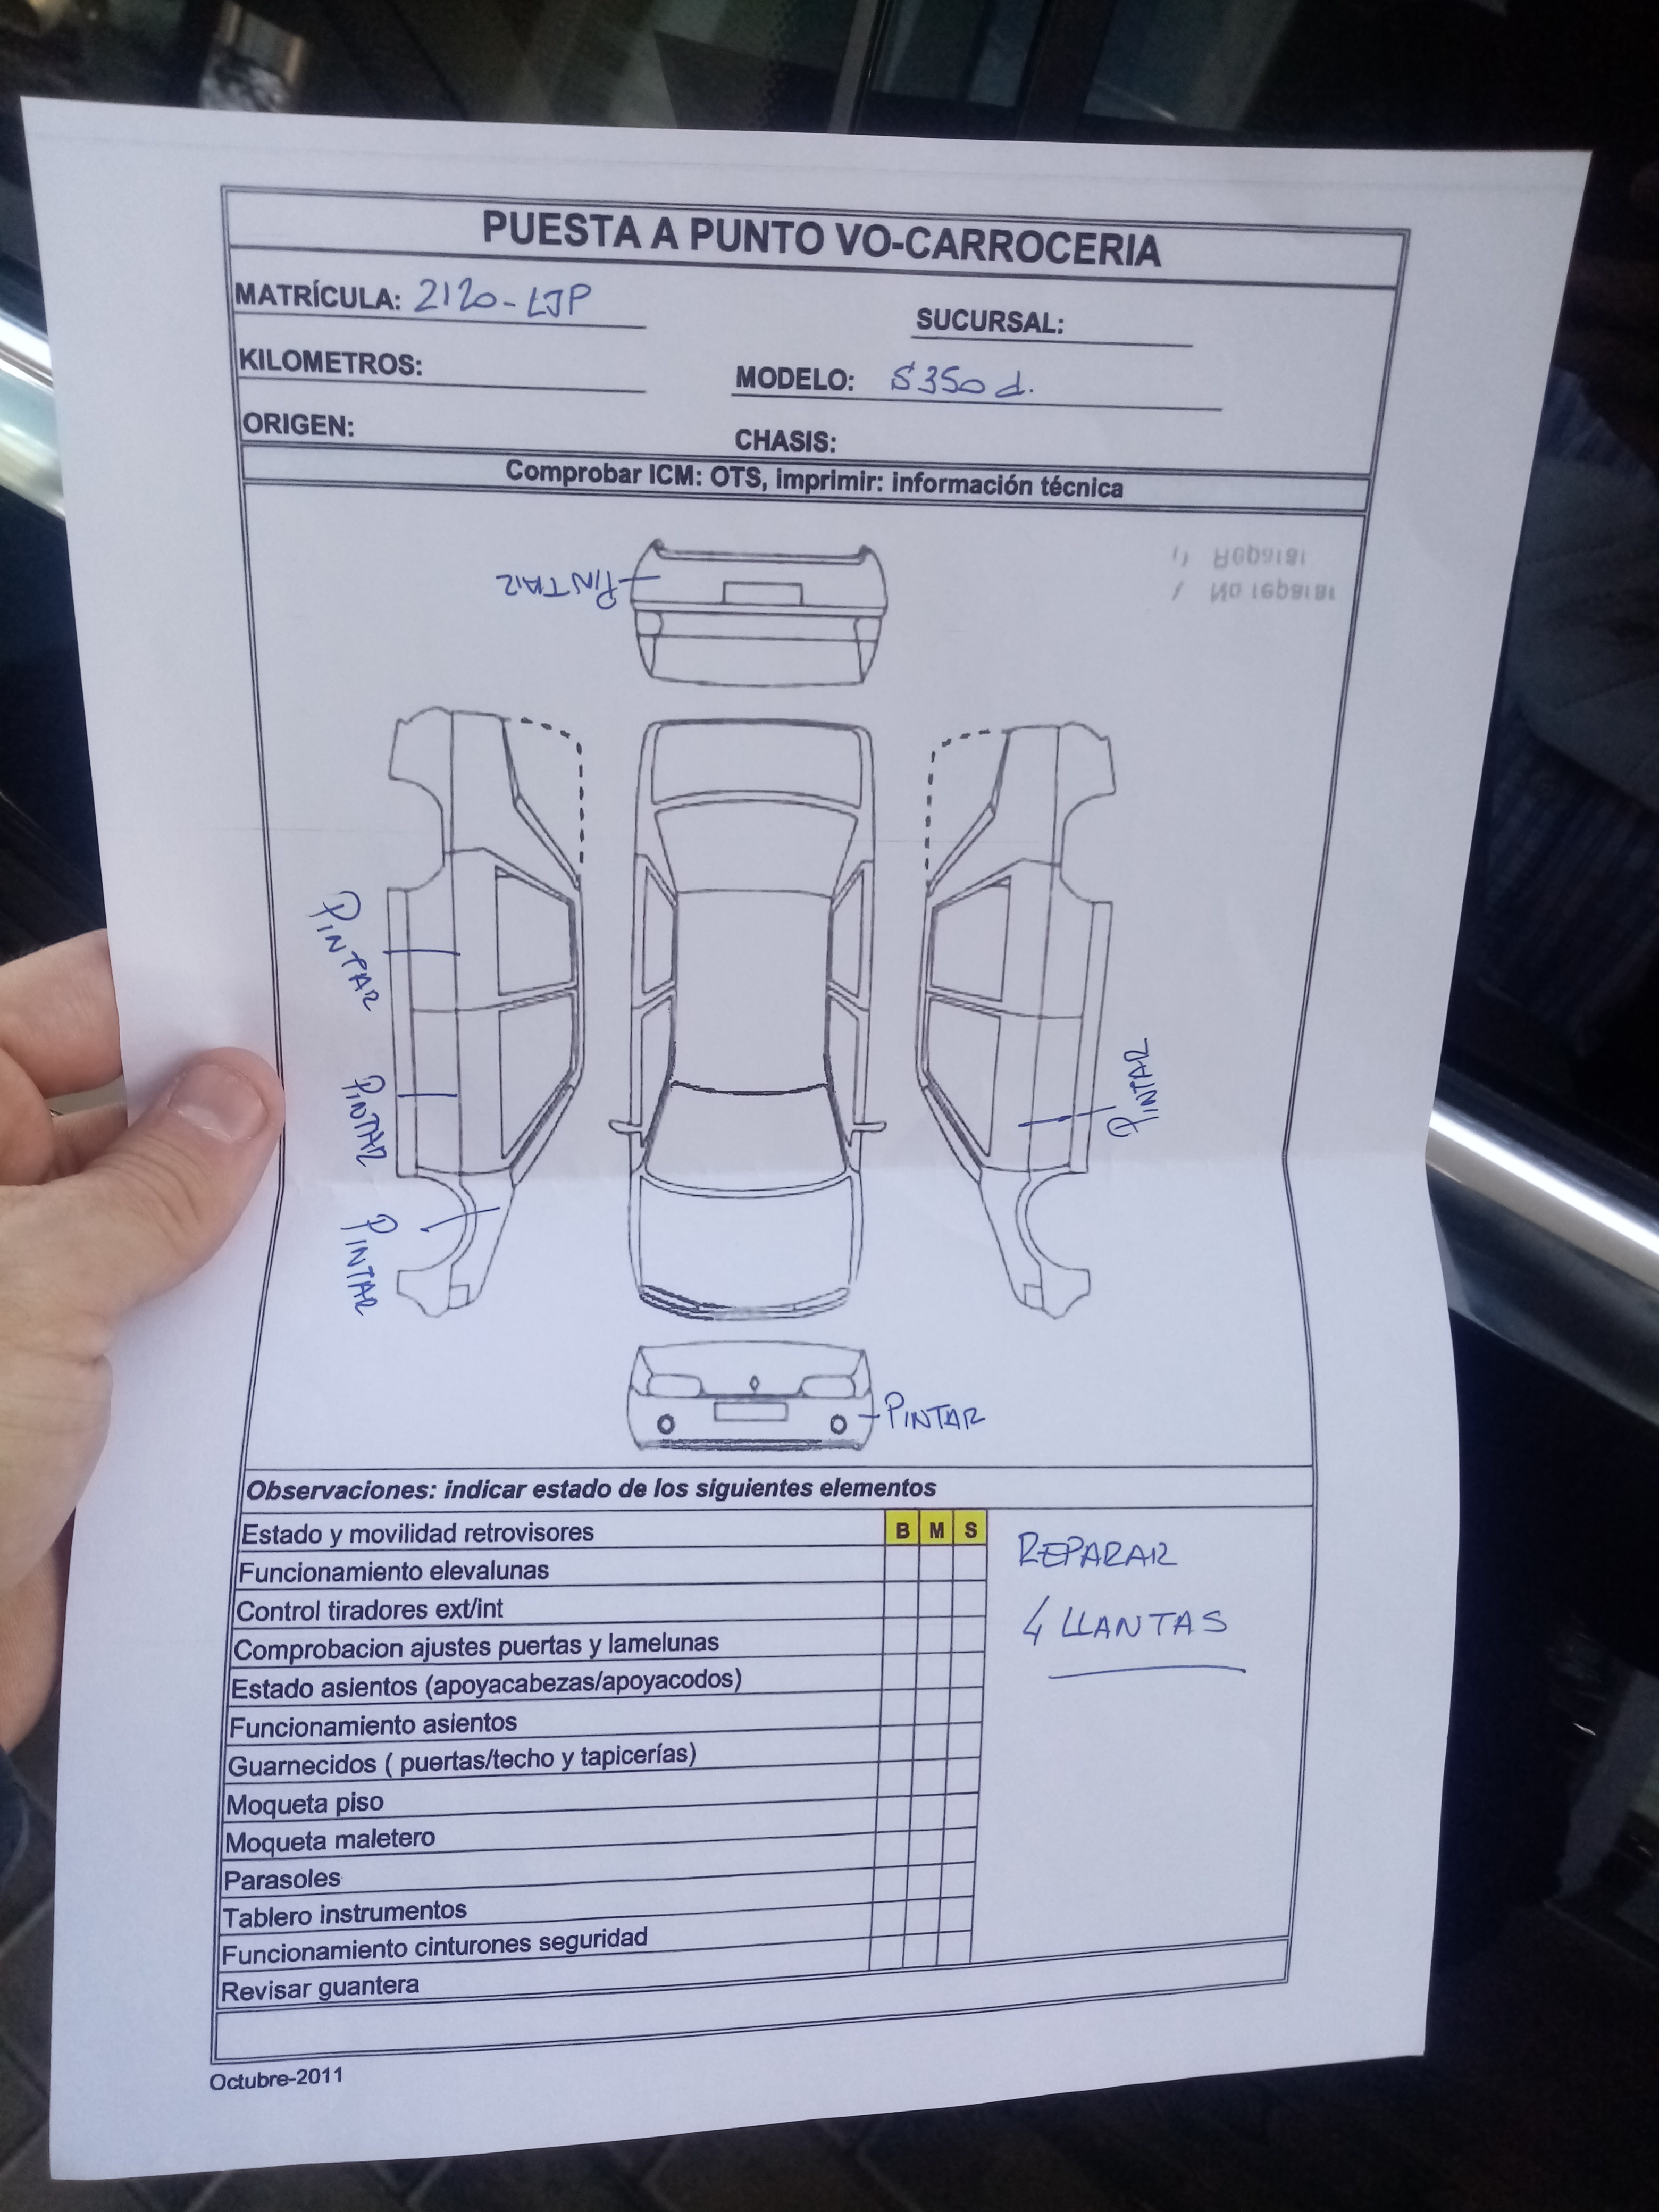 PUESTA A PUNTO VO-CARROCERIA
MATRÍCULA: 2120-LJP
SUCURSAL:
KILOMETROS:
MODELO: S350 d.
ORIGEN:
CHASIS:
Comprobar ICM: OTS, imprimir: información técnica
() Reparar
/ No reparar
PINTAR
PINTAR
PINTAR
PINTAR
PINTAR
PINTAR
Observaciones: indicar estado de los siguientes elementos
Estado y movilidad retrovisores B M S
Funcionamiento elevalunas
Control tiradores ext/int
Comprobacion ajustes puertas y lamelunas
Estado asientos (apoyacabezas/apoyacodos)
Funcionamiento asientos
Guarnecidos ( puertas/techo y tapicerías)
Moqueta piso
Moqueta maletero
Parasoles
Tablero instrumentos
Funcionamiento cinturones seguridad
Revisar guantera
REPARAR
4 LLANTAS
Octubre-2011